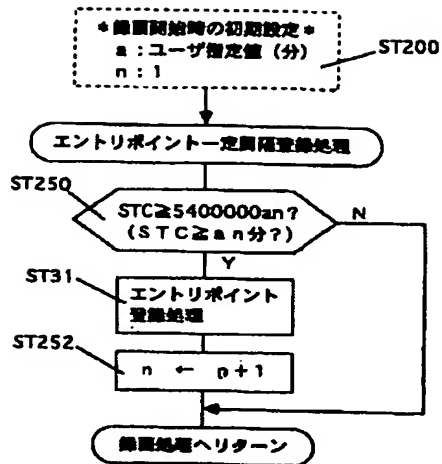 *録画開始時の初期設定*
a:ユーザ指定値(分)
n:1
ST200
エントリポイント一定間隔登録処理
ST250
STC≧5400000an?
(STC≧an分?)
N
Y
ST31
エントリポイント
登録処理
ST252
n ← n+1
録画処理へリターン